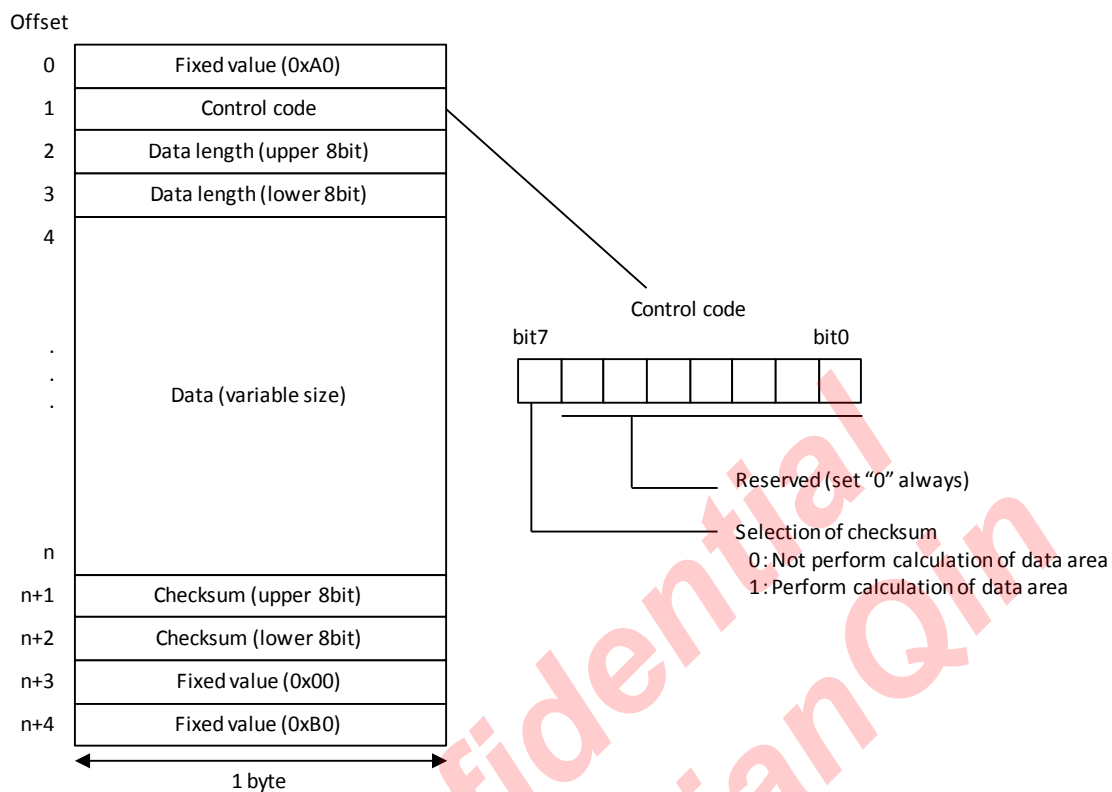 Offset
0 Fixed value (0xA0)
1 Control code
2 Data length (upper 8bit)
3 Data length (lower 8bit)
4
.
.
.
Data (variable size)
n
n+1 Checksum (upper 8bit)
n+2 Checksum (lower 8bit)
n+3 Fixed value (0x00)
n+4 Fixed value (0xB0)
1 byte
Control code
bit7 bit0
Reserved (set “0” always)
Selection of checksum
0: Not perform calculation of data area
1: Perform calculation of data area
fidential
anQin